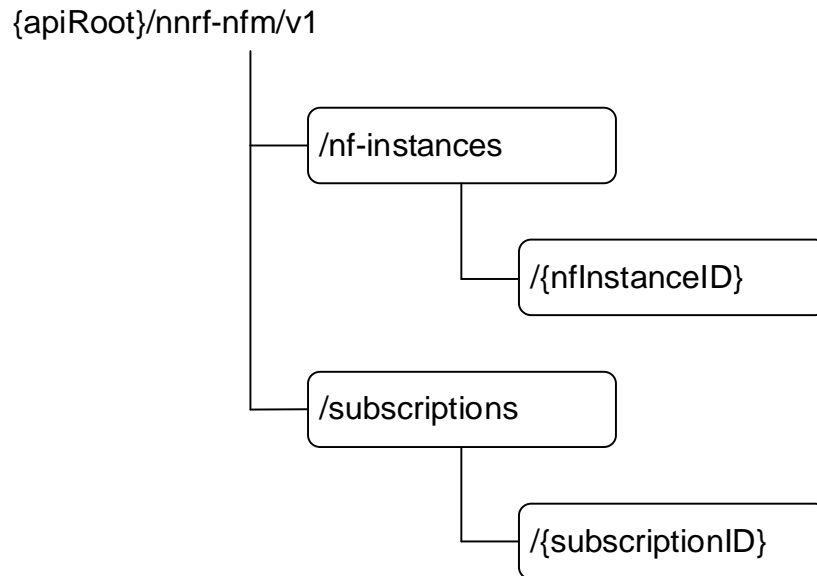 {apiRoot}/nnrf-nfm/v1
/nf-instances
/{nfInstanceID}
/subscriptions
/{subscriptionID}